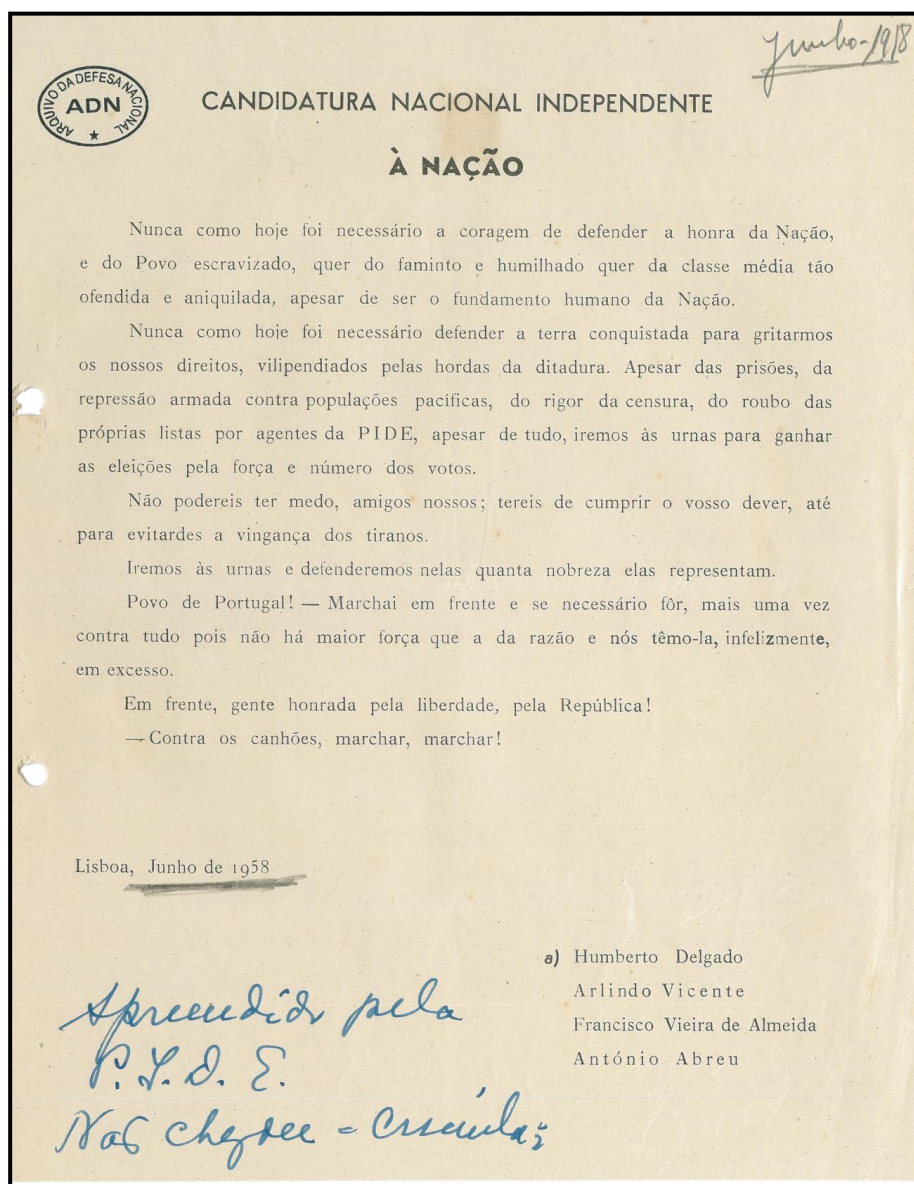 Junho-1958
ARQUIVO DA DEFESA NACIONAL
ADN
CANDIDATURA NACIONAL INDEPENDENTE
À NAÇÃO
Nunca como hoje foi necessário a coragem de defender a honra da Nação,
e do Povo escravizado, quer do faminto e humilhado quer da classe média tão
ofendida e aniquilada, apesar de ser o fundamento humano da Nação.
Nunca como hoje foi necessário defender a terra conquistada para gritarmos
os nossos direitos, vilipendiados pelas hordas da ditadura. Apesar das prisões, da
repressão armada contra populações pacíficas, do rigor da censura, do roubo das
próprias listas por agentes da PIDE, apesar de tudo, iremos às urnas para ganhar
as eleições pela força e número dos votos.
Não podereis ter medo, amigos nossos; tereis de cumprir o vosso dever, até
para evitardes a vingança dos tiranos.
Iremos às urnas e defenderemos nelas quanta nobreza elas representam.
Povo de Portugal! — Marchai em frente e se necessário fôr, mais uma vez
contra tudo pois não há maior força que a da razão e nós têmo-la, infelizmente,
em excesso.
Em frente, gente honrada pela liberdade, pela República!
— Contra os canhões, marchar, marchar!
Lisboa, Junho de 1958
a) Humberto Delgado
Arlindo Vicente
Francisco Vieira de Almeida
António Abreu
Apreendido pela
P.I.D.E.
Não chegou a